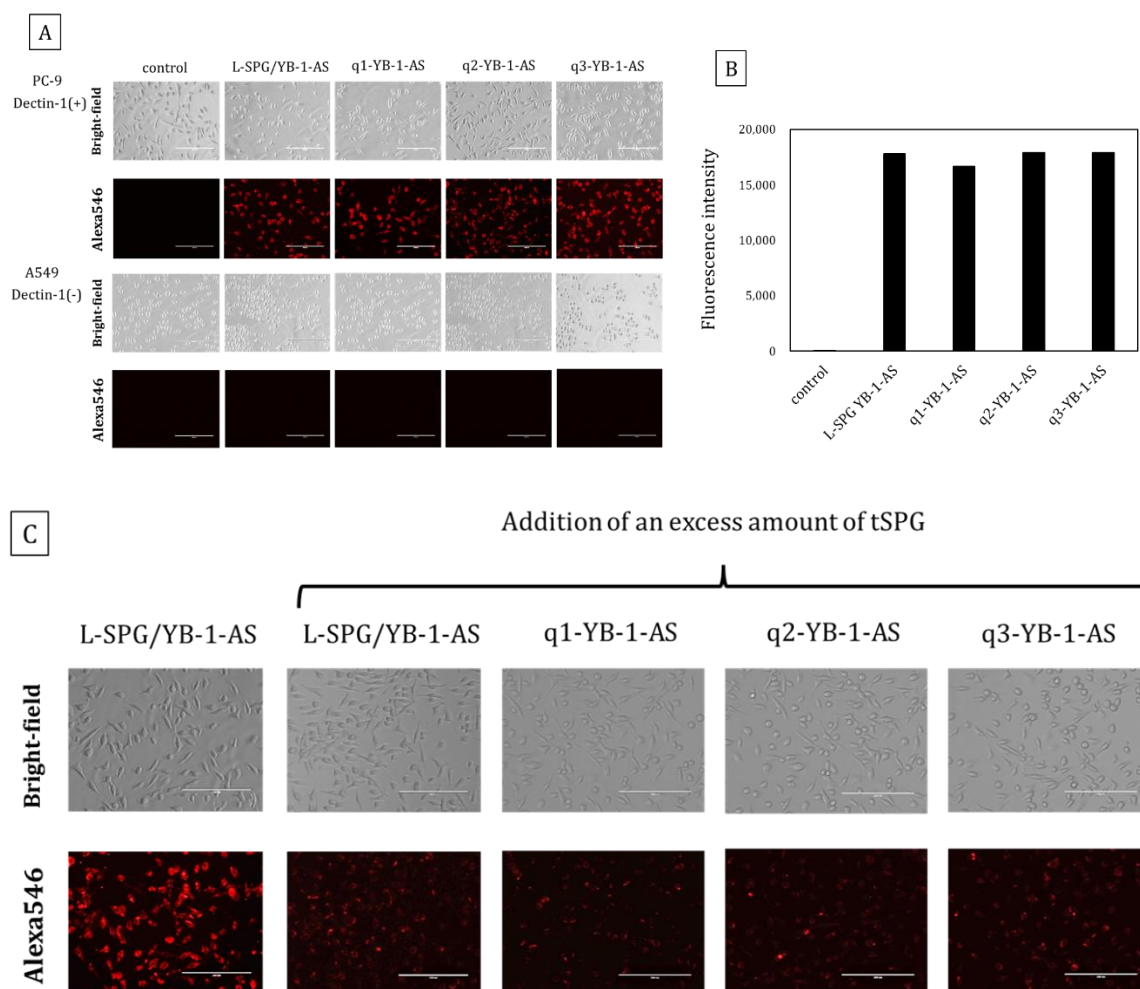 A
control
L-SPG/YB-1-AS
q1-YB-1-AS
q2-YB-1-AS
q3-YB-1-AS
PC-9
Dectin-1(+)
Bright-field
Alexa546
A549
Dectin-1(-)
Bright-field
Alexa546
B
Fluorescence intensity
20,000
15,000
10,000
5,000
0
control
L-SPG YB-1-AS
q1-YB-1-AS
q2-YB-1-AS
q3-YB-1-AS
C
Addition of an excess amount of tSPG
L-SPG/YB-1-AS
L-SPG/YB-1-AS
q1-YB-1-AS
q2-YB-1-AS
q3-YB-1-AS
Bright-field
Alexa546